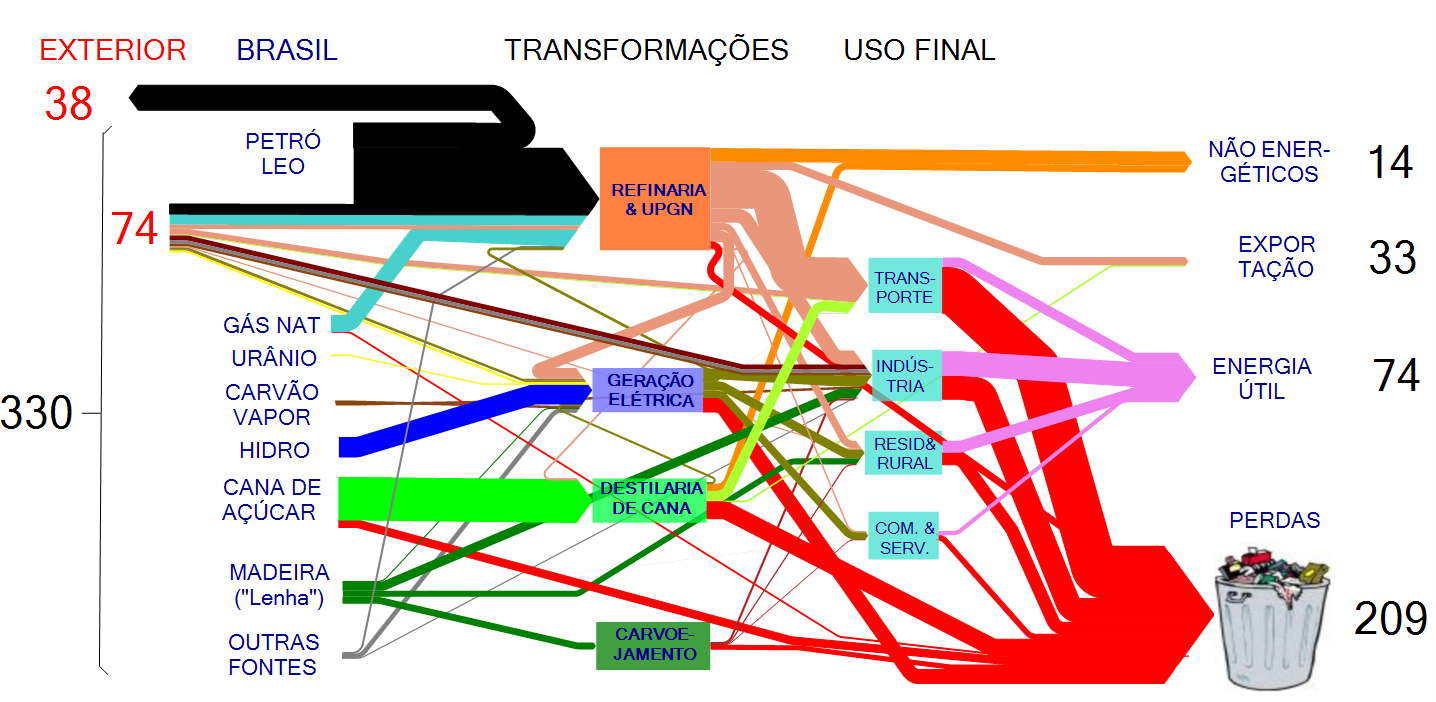 EXTERIOR BRASIL TRANSFORMAÇÕES USO FINAL
38
PETRÓ
LEO
74
GÁS NAT
URÂNIO
CARVÃO
VAPOR
330
HIDRO
CANA DE
AÇÚCAR
MADEIRA
("Lenha")
OUTRAS
FONTES
REFINARIA
& UPGN
GERAÇÃO
ELÉTRICA
DESTILARIA
DE CANA
CARVOE-
JAMENTO
TRANS-
PORTE
INDÚS-
TRIA
RESID&
RURAL
COM. &
SERV.
NÃO ENER-
GÉTICOS
14
EXPOR
TAÇÃO
33
ENERGIA
ÚTIL
74
PERDAS
209